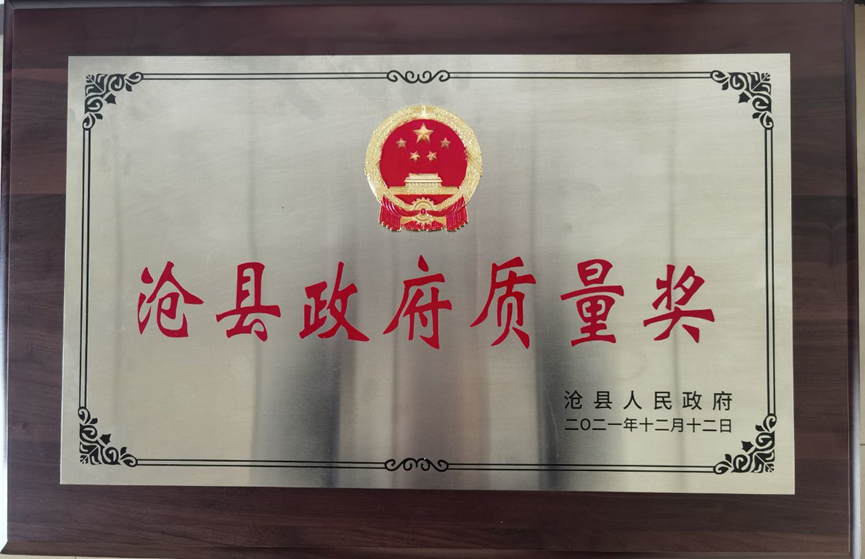 沧县政府质量奖
沧县人民政府
二〇二一年十二月十二日